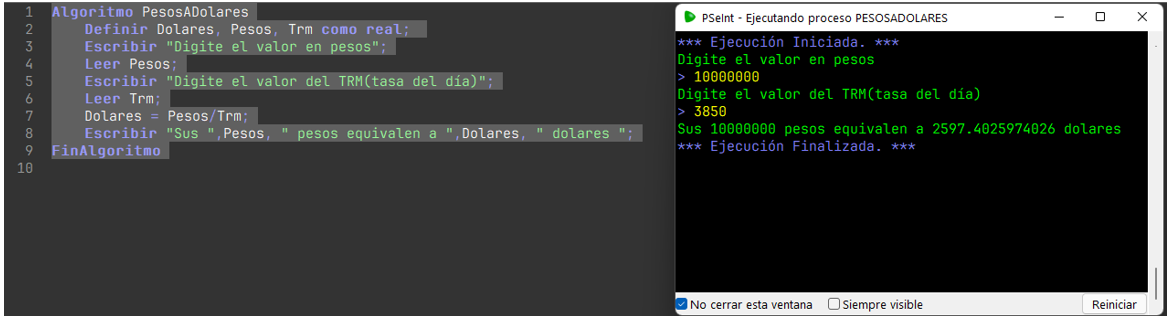 1 Algoritmo PesosADolares
2 Definir Dolares, Pesos, Trm como real;
3 Escribir "Digite el valor en pesos";
4 Leer Pesos;
5 Escribir "Digite el valor del TRM(tasa del día)";
6 Leer Trm;
7 Dolares = Pesos/Trm;
8 Escribir "Sus ",Pesos, " pesos equivalen a ",Dolares, " dolares ";
9 FinAlgoritmo
10
PSeInt - Ejecutando proceso PESOSADOLARES
*** Ejecución Iniciada. ***
Digite el valor en pesos
> 10000000
Digite el valor del TRM(tasa del día)
> 3850
Sus 10000000 pesos equivalen a 2597.4025974026 dolares
*** Ejecución Finalizada. ***
No cerrar esta ventana Siempre visible Reiniciar